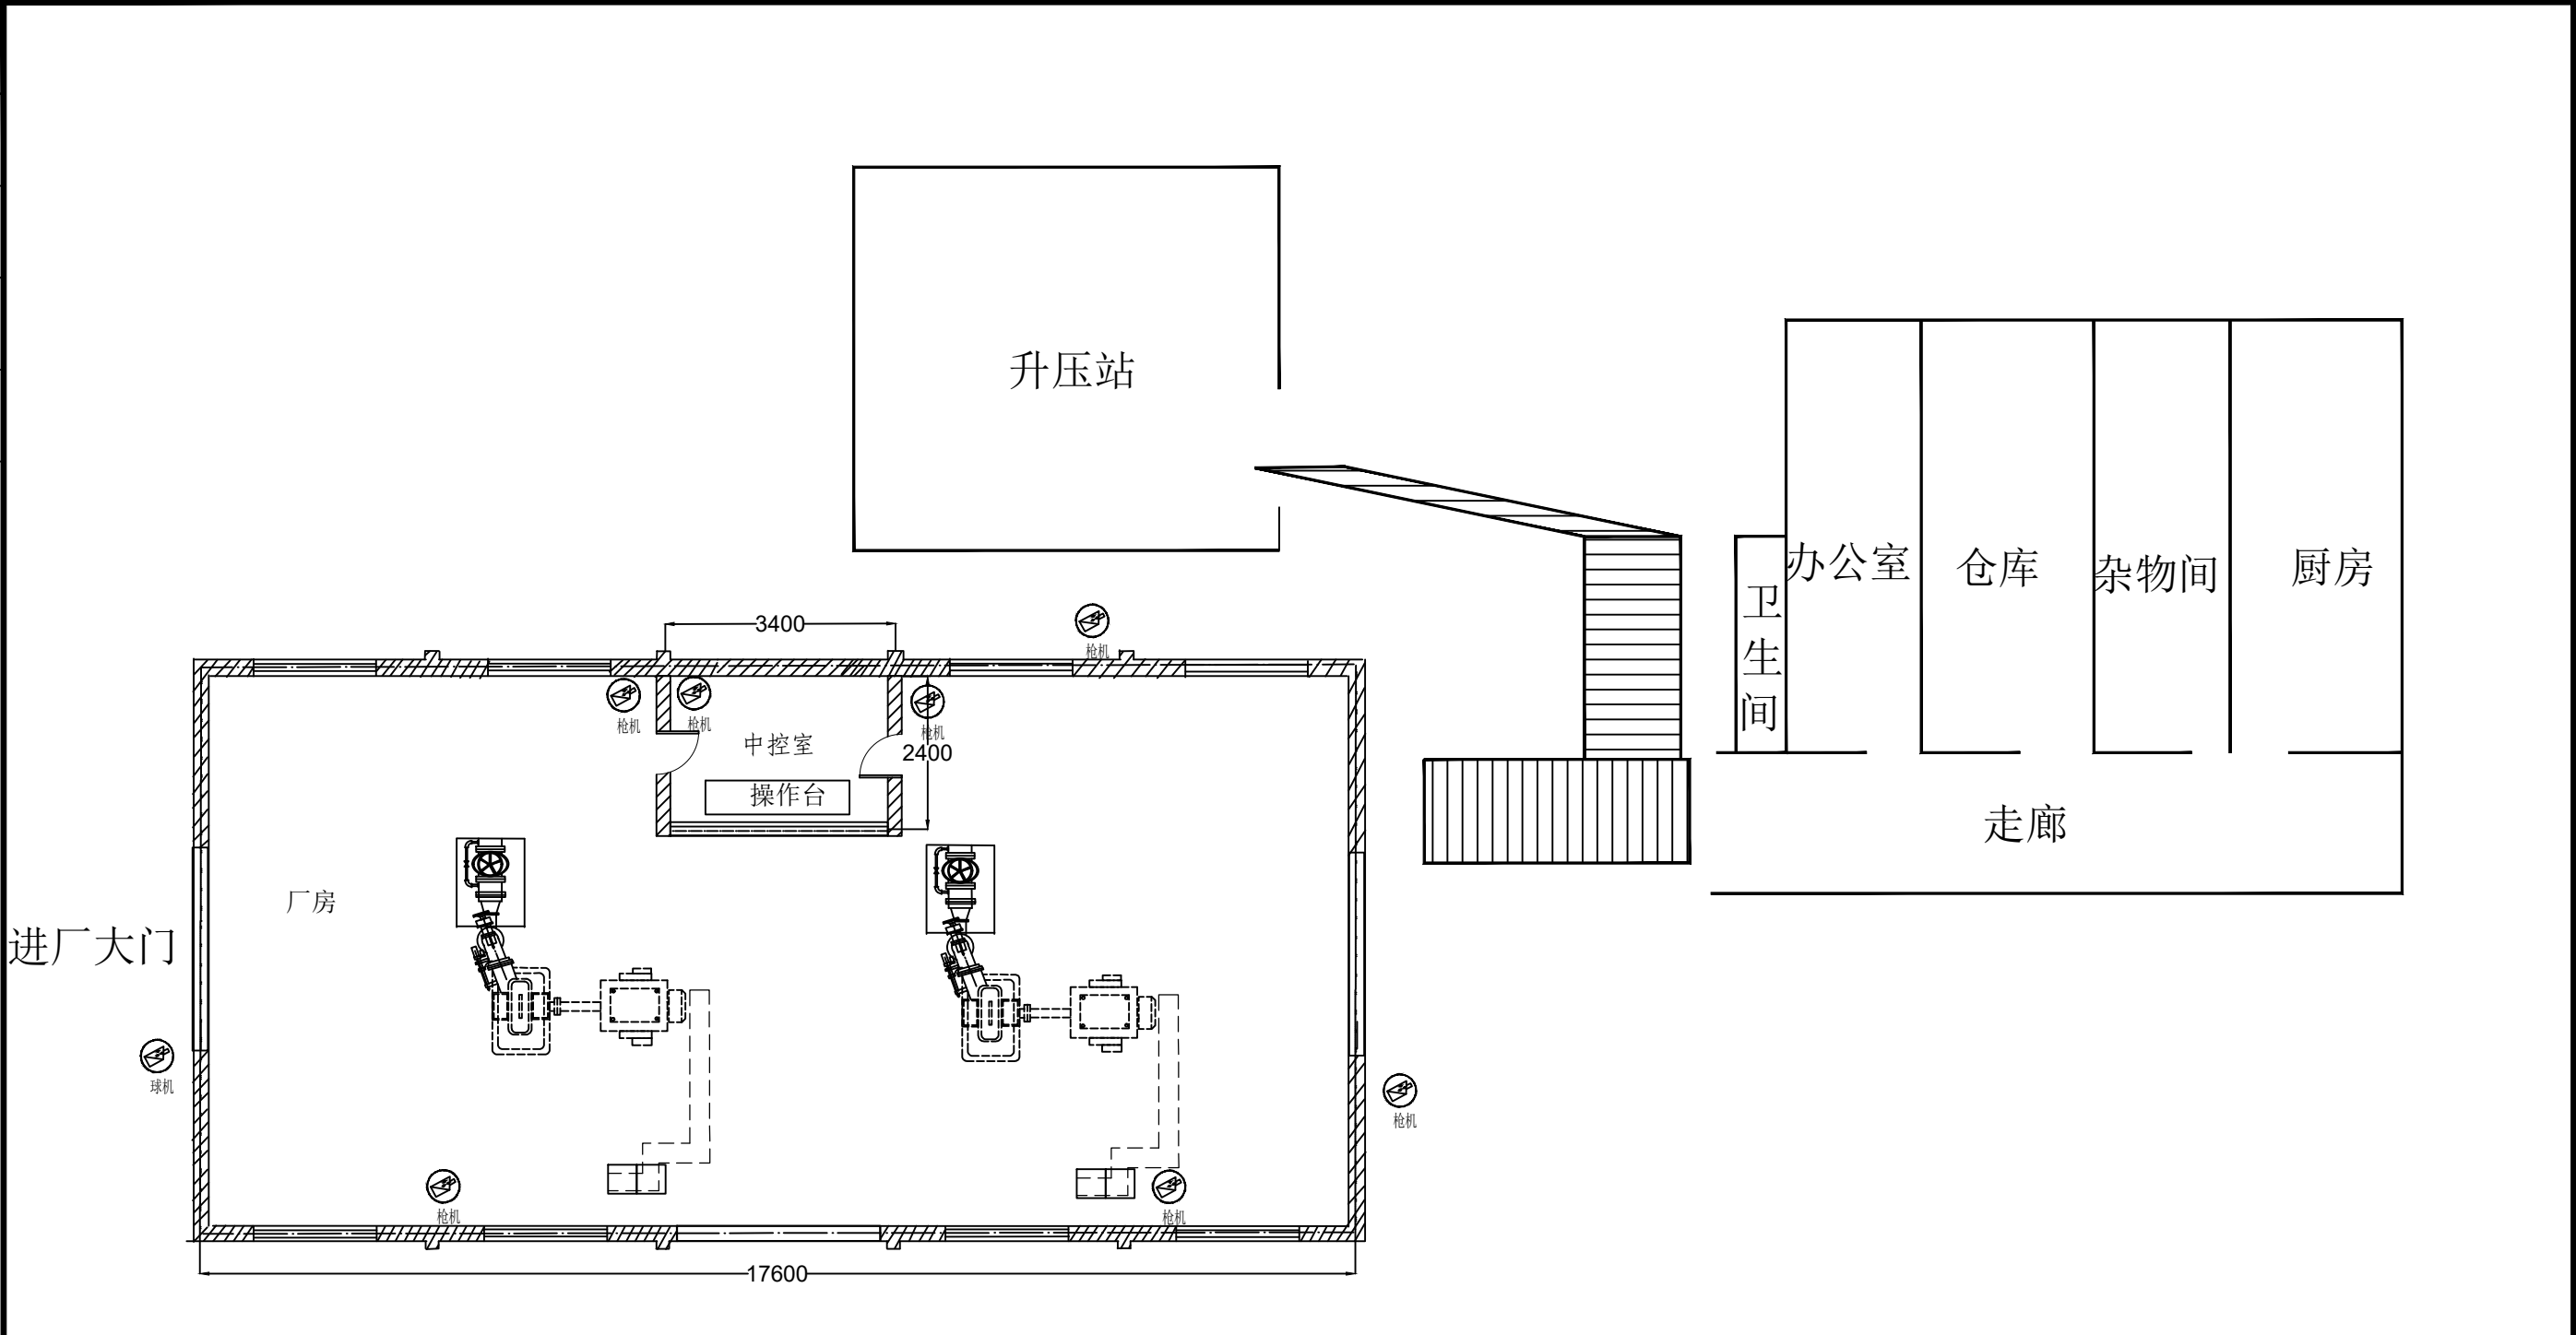 升压站
办公室
仓库
杂物间
厨房
卫
生
间
走廊
3400
枪机
枪机
枪机
枪机
中控室
2400
操作台
厂房
进厂大门
球机
枪机
枪机
枪机
17600